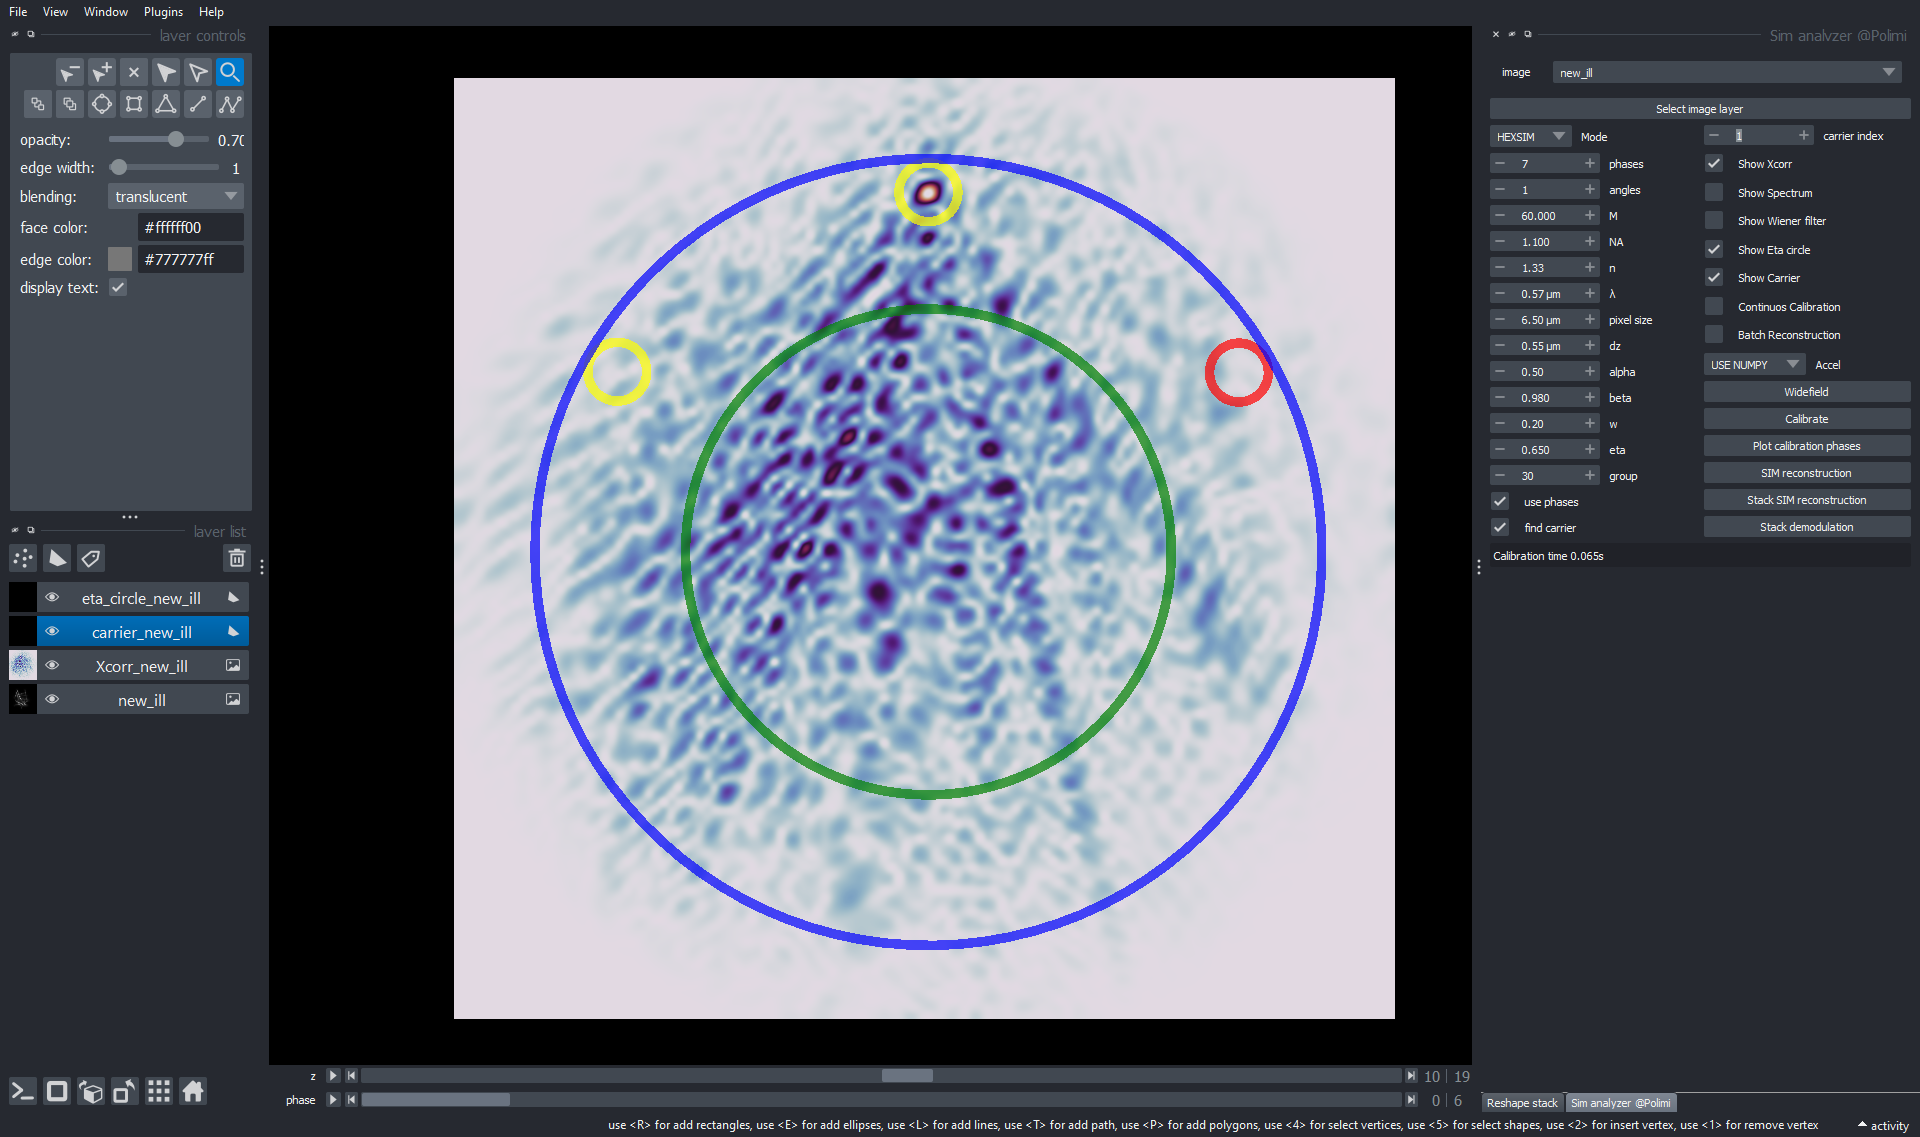 File View Window Plugins Help
layer controls
opacity: 0.70
edge width: 1
blending: translucent
face color: #ffffff00
edge color: #777777ff
display text:
layer list
eta_circle_new_ill
carrier_new_ill
Xcorr_new_ill
new_ill
z 10 | 19
phase 0 | 6
use <R> for add rectangles, use <E> for add ellipses, use <L> for add lines, use <T> for add path, use <P> for add polygons, use <4> for select vertices, use <5> for select shapes, use <2> for insert vertex, use <1> for remove vertex
activity
Sim analyzer @Polimi
image new_ill
Select image layer
HEXSIM Mode
7 phases
1 angles
60.000 M
1.100 NA
1.33 n
0.57 µm λ
6.50 µm pixel size
0.55 µm dz
0.50 alpha
0.980 beta
0.20 w
0.650 eta
30 group
use phases
find carrier
1 carrier index
Show Xcorr
Show Spectrum
Show Wiener filter
Show Eta circle
Show Carrier
Continuos Calibration
Batch Reconstruction
USE NUMPY Accel
Widefield
Calibrate
Plot calibration phases
SIM reconstruction
Stack SIM reconstruction
Stack demodulation
Calibration time 0.065s
Reshape stack Sim analyzer @Polimi